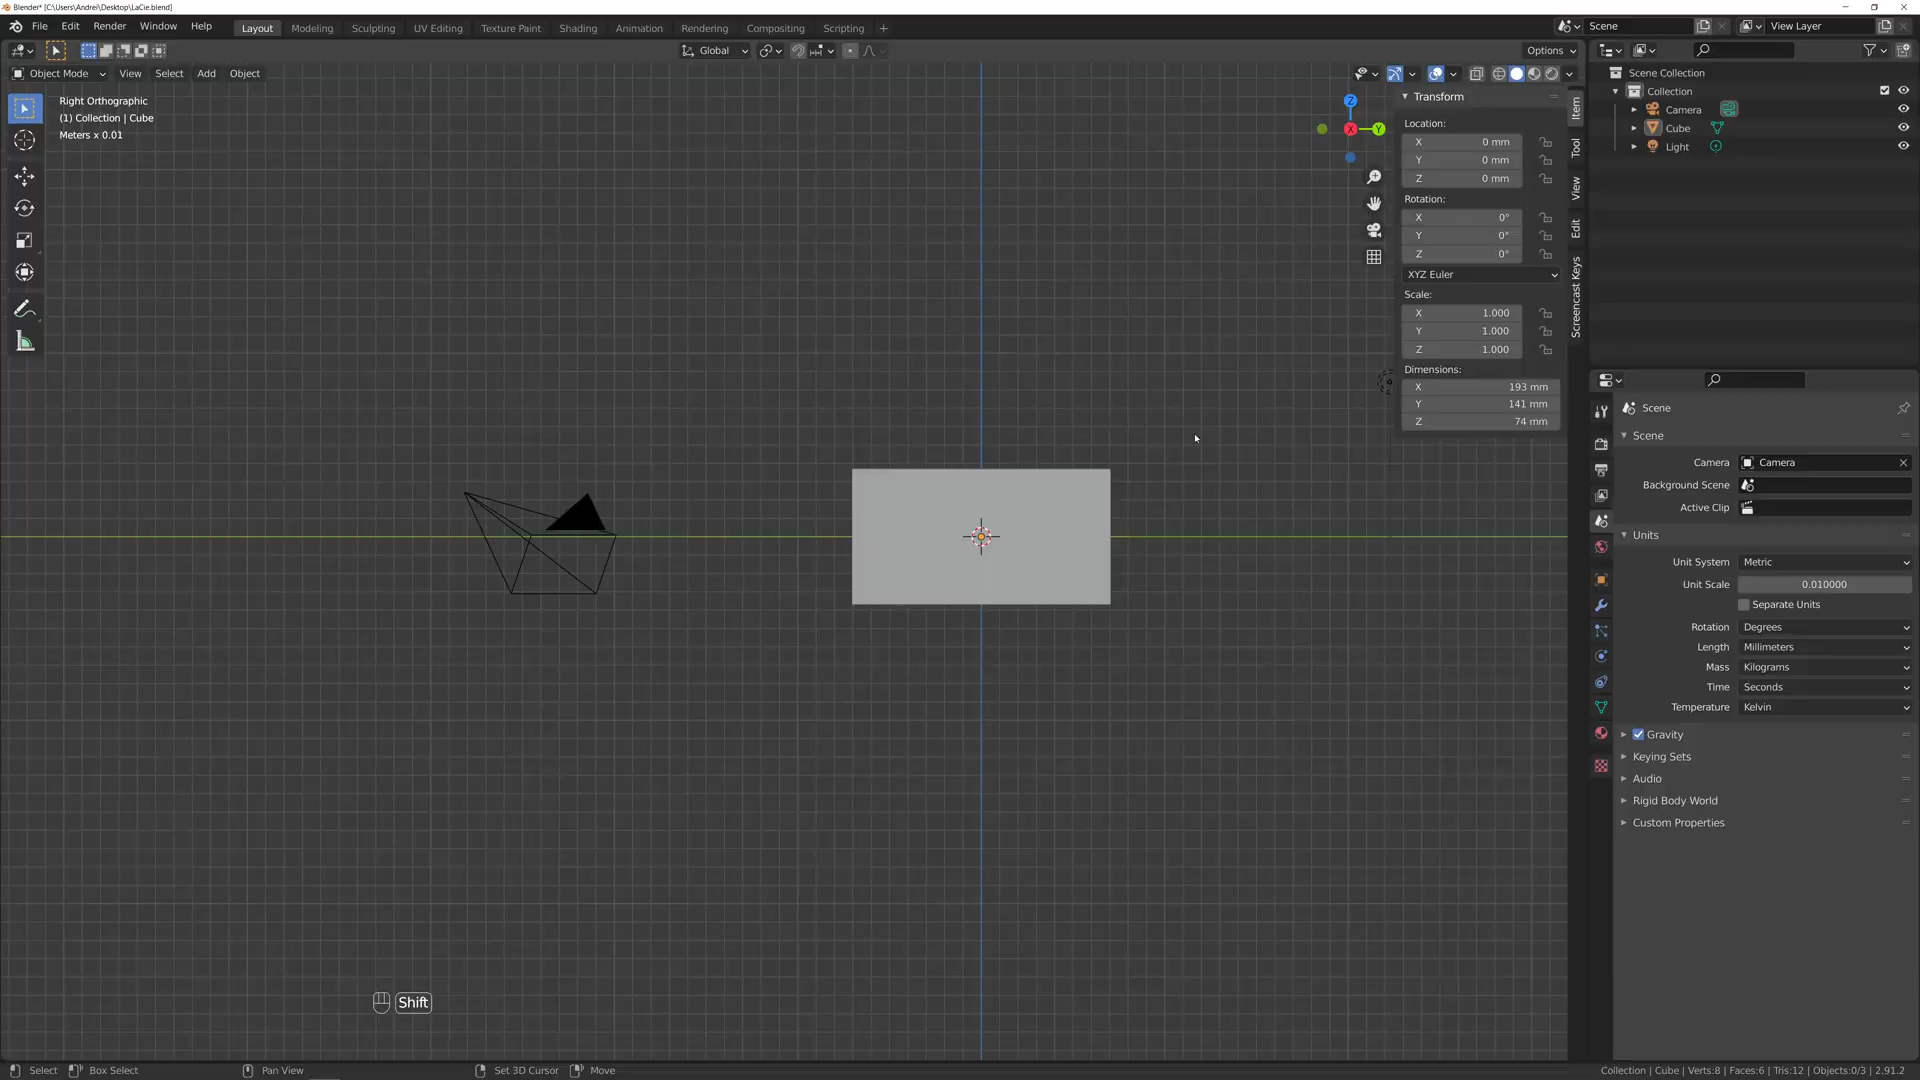 Blender* [C:\Users\Andrei\Desktop\LaCie.blend]
File Edit Render Window Help
Layout Modeling Sculpting UV Editing Texture Paint Shading Animation Rendering Compositing Scripting +
Scene
View Layer
Global
Options
Object Mode View Select Add Object
Right Orthographic
(1) Collection | Cube
Meters x 0.01
Z
X
Y
Transform
Location:
X 0 mm
Y 0 mm
Z 0 mm
Rotation:
X 0°
Y 0°
Z 0°
XYZ Euler
Scale:
X 1.000
Y 1.000
Z 1.000
Dimensions:
X 193 mm
Y 141 mm
Z 74 mm
Item
Tool
View
Edit
Screencast Keys
Scene Collection
Collection
Camera
Cube
Light
Scene
Scene
Camera Camera
Background Scene
Active Clip
Units
Unit System Metric
Unit Scale 0.010000
Separate Units
Rotation Degrees
Length Millimeters
Mass Kilograms
Time Seconds
Temperature Kelvin
Gravity
Keying Sets
Audio
Rigid Body World
Custom Properties
Shift
Select Box Select Pan View Set 3D Cursor Move
Collection | Cube | Verts:8 | Faces:6 | Tris:12 | Objects:0/3 | 2.91.2